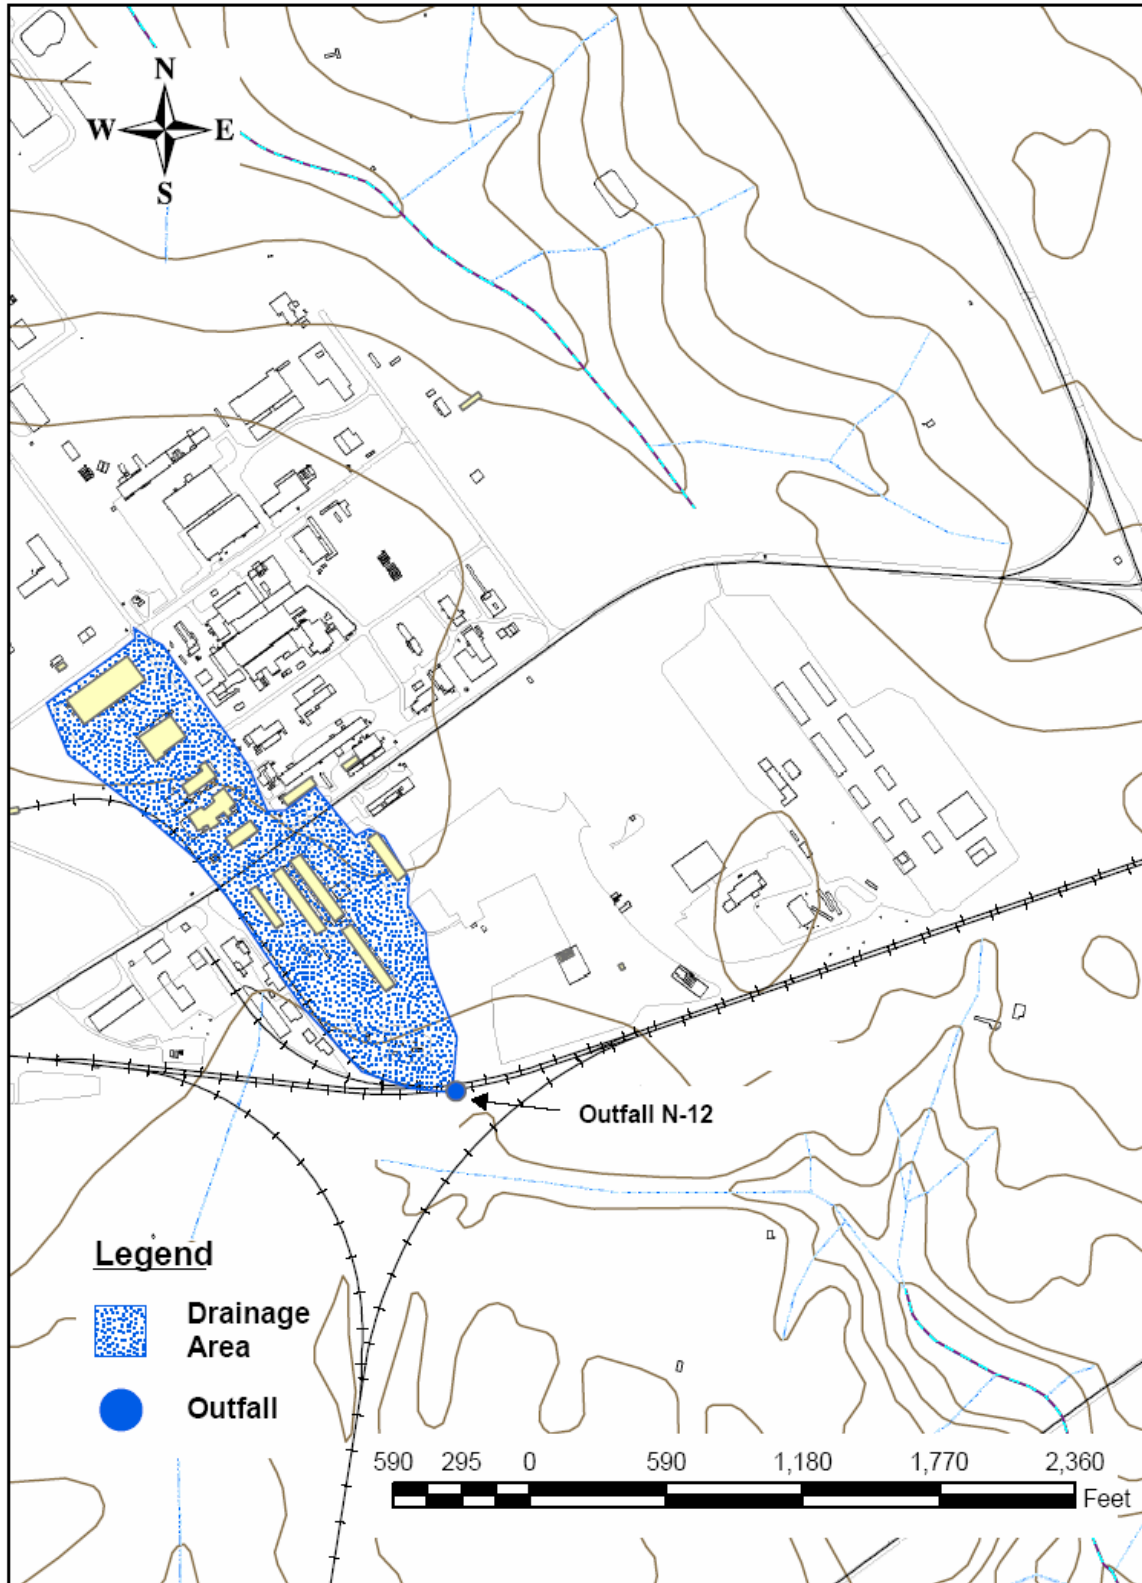 N
W E
S
Outfall N-12
Legend
Drainage
Area
Outfall
590 295 0 590 1,180 1,770 2,360
Feet